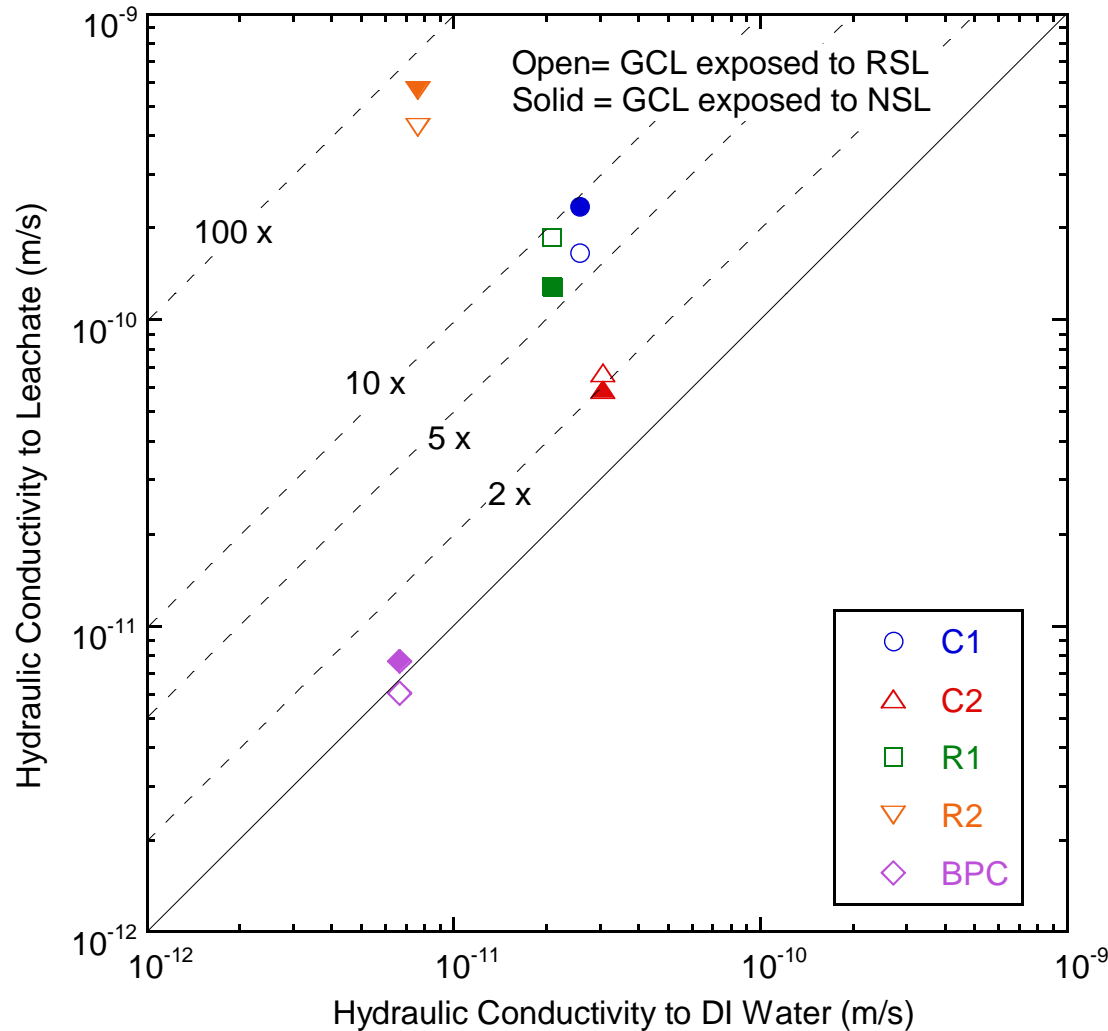 10-9
Open= GCL exposed to RSL
Solid = GCL exposed to NSL
100 x
10-10
10 x
5 x
2 x
10-11
C1
C2
R1
R2
BPC
10-12
10-12
10-11
10-10
10-9
Hydraulic Conductivity to Leachate (m/s)
Hydraulic Conductivity to DI Water (m/s)